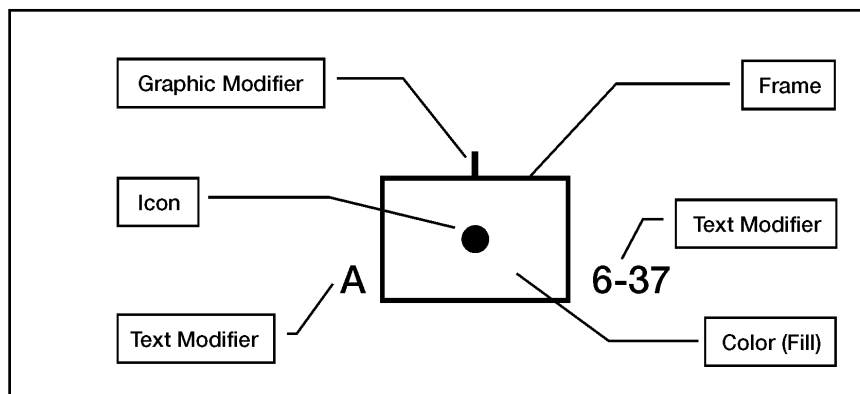 Graphic Modifier
Frame
Icon
Text Modifier
A
6-37
Text Modifier
Color (Fill)